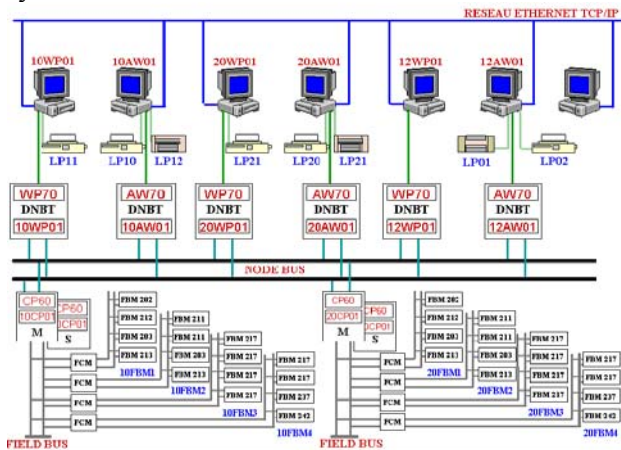 RESEAU ETHERNET TCP/IP
10WP01 10AW01 20WP01 20AW01 12WP01 12AW01
LP11 LP10 LP12 LP21 LP20 LP21 LP01 LP02
WP70 AW70 WP70 AW70 WP70 AW70
DNBT DNBT DNBT DNBT DNBT DNBT
10WP01 10AW01 20WP01 20AW01 12WP01 12AW01
NODE BUS
CP60 CP60
10CP01 20CP01
M M
CP60 CP60
0CP01 0CP01
S S
FCM FCM FCM FCM
FBM 202 FBM 212 FBM 203 FBM 213
10FBM1
FBM 211 FBM 211 FBM 203 FBM 213
10FBM2
FBM 217 FBM 217 FBM 217 FBM 217
10FBM3
FBM 217 FBM 217 FBM 237 FBM 242
10FBM4
FIELD BUS
FCM FCM FCM FCM
FBM 202 FBM 212 FBM 203 FBM 213
20FBM1
FBM 211 FBM 211 FBM 203 FBM 213
20FBM2
FBM 217 FBM 217 FBM 217 FBM 217
20FBM3
FBM 217 FBM 217 FBM 237 FBM 242
20FBM4
FIELD BUS